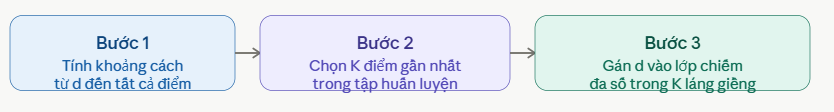 Bước 1
Tính khoảng cách
từ d đến tất cả điểm
Bước 2
Chọn K điểm gần nhất
trong tập huấn luyện
Bước 3
Gán d vào lớp chiếm
đa số trong K láng giềng